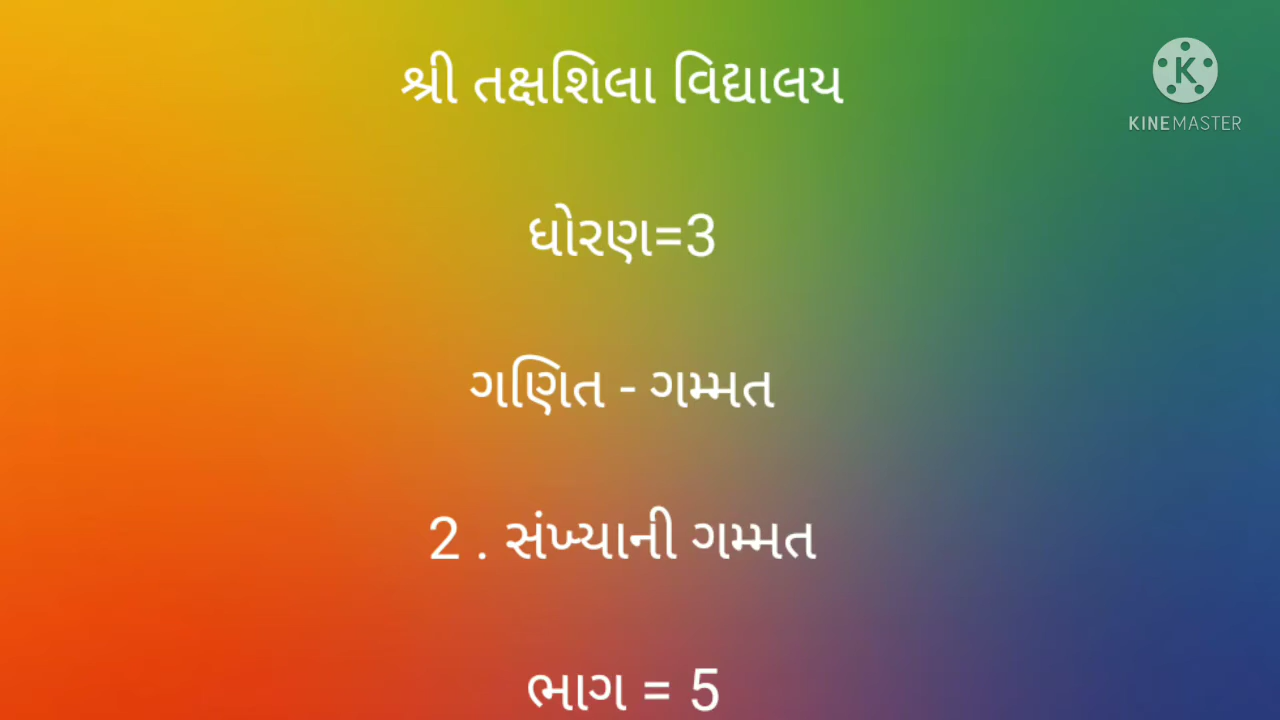 શ્રી તક્ષશિલા વિદ્યાલય
K
KINEMASTER
ધોરણ=3
ગણિત - ગમ્મત
2 . સંખ્યાની ગમ્મત
ભાગ = 5